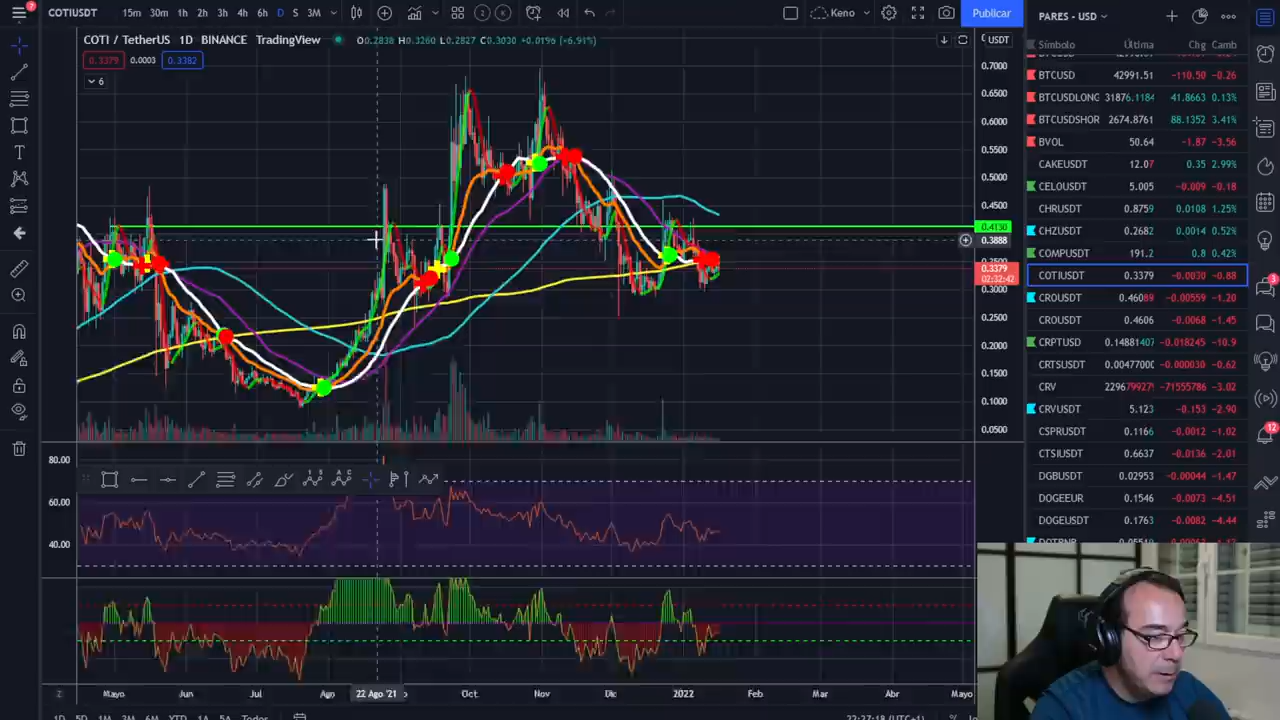 7 COTIUSDT 15m 30m 1h 2h 3h 4h 6h D S 3M Keno Publicar
COTI / TetherUS 1D BINANCE TradingView O0.2838 H0.3260 L0.2827 C0.3030 +0.0196 (+6.91%)
0.3379 0.0003 0.3382
6
USDT
0.7000
0.6500
0.6000
0.5500
0.5000
0.4500
0.4130
0.3888
0.3379
02:32:42
0.3000
0.2500
0.2000
0.1500
0.1000
0.0500
80.00
60.00
40.00
Mayo Jun Jul Ago 22 Ago '21 Oct Nov Dic 2022 Feb Mar Abr Mayo
1D 5D 1M 3M 6M YTD 1A 5A Todos 22:27:18 (UTC+1) %
PARES - USD
Símbolo Última Chg Camb
BTCUSD 42991.51 -110.50 -0.26
BTCUSDLONG 31876.1184 41.8663 0.13%
BTCUSDSHOR 2674.8761 88.1352 3.41%
BVOL 50.64 -1.87 -3.56
CAKEUSDT 12.07 0.35 2.99%
CELOUSDT 5.005 -0.009 -0.18
CHRUSDT 0.8759 0.0108 1.25%
CHZUSDT 0.2682 0.0014 0.52%
COMPUSDT 191.2 0.8 0.42%
COTIUSDT 0.3379 -0.0030 -0.88
CROUSDT 0.46089 -0.00559 -1.20
CROUSDT 0.4606 -0.0068 -1.45
CRPTUSD 0.14881407 -0.018245 -10.9
CRTSUSDT 0.00477000 -0.000030 -0.62
CRV 229679927 -71555786 -3.02
CRVUSDT 5.123 -0.153 -2.90
CSPRUSDT 0.1166 -0.0012 -1.02
CTSIUSDT 0.6637 -0.0136 -2.01
DGBUSDT 0.02953 -0.00044 -1.47
DOGEEUR 0.1546 -0.0073 -4.51
DOGEUSDT 0.1763 -0.0082 -4.44
3
12